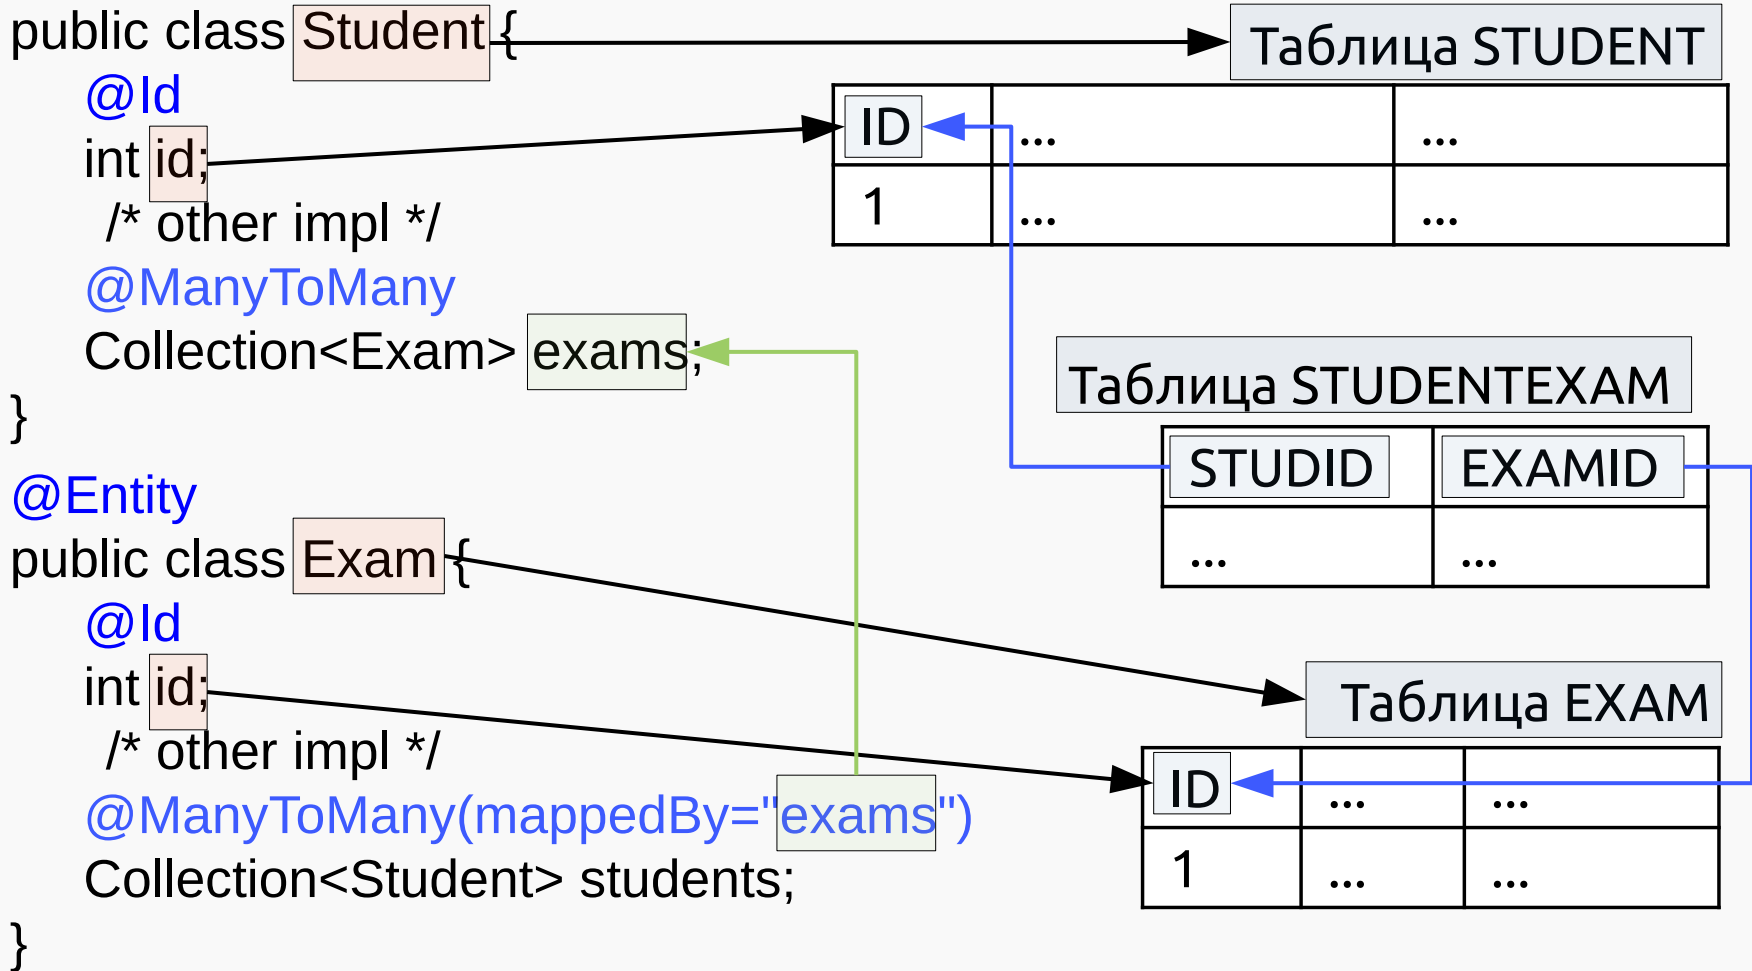 public class Student {
@Id
int id;
/* other impl */
@ManyToMany
Collection<Exam> exams;
}
@Entity
public class Exam {
@Id
int id;
/* other impl */
@ManyToMany(mappedBy="exams")
Collection<Student> students;
}
Таблица STUDENT
ID ... ...
1 ... ...
Таблица STUDENTEXAM
STUDID EXAMID
... ...
Таблица EXAM
ID ... ...
1 ... ...